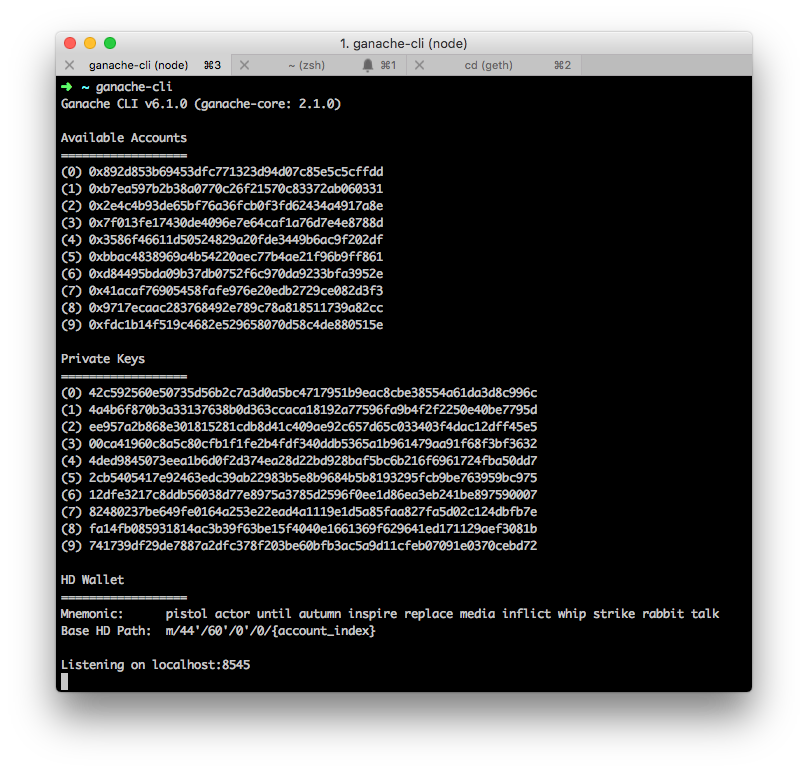 1. ganache-cli (node)
ganache-cli (node) ⌘3 ~ (zsh) ⌘1 cd (geth) ⌘2
➜ ~ ganache-cli
Ganache CLI v6.1.0 (ganache-core: 2.1.0)
Available Accounts
==================
(0) 0x892d853b69453dfc771323d94d07c85e5c5cffdd
(1) 0xb7ea597b2b38a0770c26f21570c83372ab060331
(2) 0x2e4c4b93de65bf76a36fcb0f3fd62434a4917a8e
(3) 0x7f013fe17430de4096e7e64caf1a76d7e4e8788d
(4) 0x3586f46611d50524829a20fde3449b6ac9f202df
(5) 0xbbac4838969a4b54220aec77b4ae21f96b9ff861
(6) 0xd84495bda09b37db0752f6c970da9233bfa3952e
(7) 0x41acaf76905458fafe976e20edb2729ce082d3f3
(8) 0x9717ecaac283768492e789c78a818511739a82cc
(9) 0xfdc1b14f519c4682e529658070d58c4de880515e
Private Keys
==================
(0) 42c592560e50735d56b2c7a3d0a5bc4717951b9eac8cbe38554a61da3d8c996c
(1) 4a4b6f870b3a33137638b0d363ccaca18192a77596fa9b4f2f2250e40be7795d
(2) ee957a2b868e301815281cdb8d41c409ae92c657d65c033403f4dac12dff45e5
(3) 00ca41960c8a5c80cfb1f1fe2b4fdf340ddb5365a1b961479aa91f68f3bf3632
(4) 4ded9845073eea1b6d0f2d374ea28d22bd928baf5bc6b216f6961724fba50dd7
(5) 2cb5405417e92463edc39ab22983b5e8b9684b5b8193295fcb9be763959bc975
(6) 12dfe3217c8ddb56038d77e8975a3785d2596f0ee1d86ea3eb241be897590007
(7) 82480237be649fe0164a253e22ead4a1119e1d5a85faa827fa5d02c124dbfb7e
(8) fa14fb085931814ac3b39f63be15f4040e1661369f629641ed171129aef3081b
(9) 741739df29de7887a2dfc378f203be60bfb3ac5a9d11cfeb07091e0370cebd72
HD Wallet
==================
Mnemonic: pistol actor until autumn inspire replace media inflict whip strike rabbit talk
Base HD Path: m/44'/60'/0'/0/{account_index}
Listening on localhost:8545